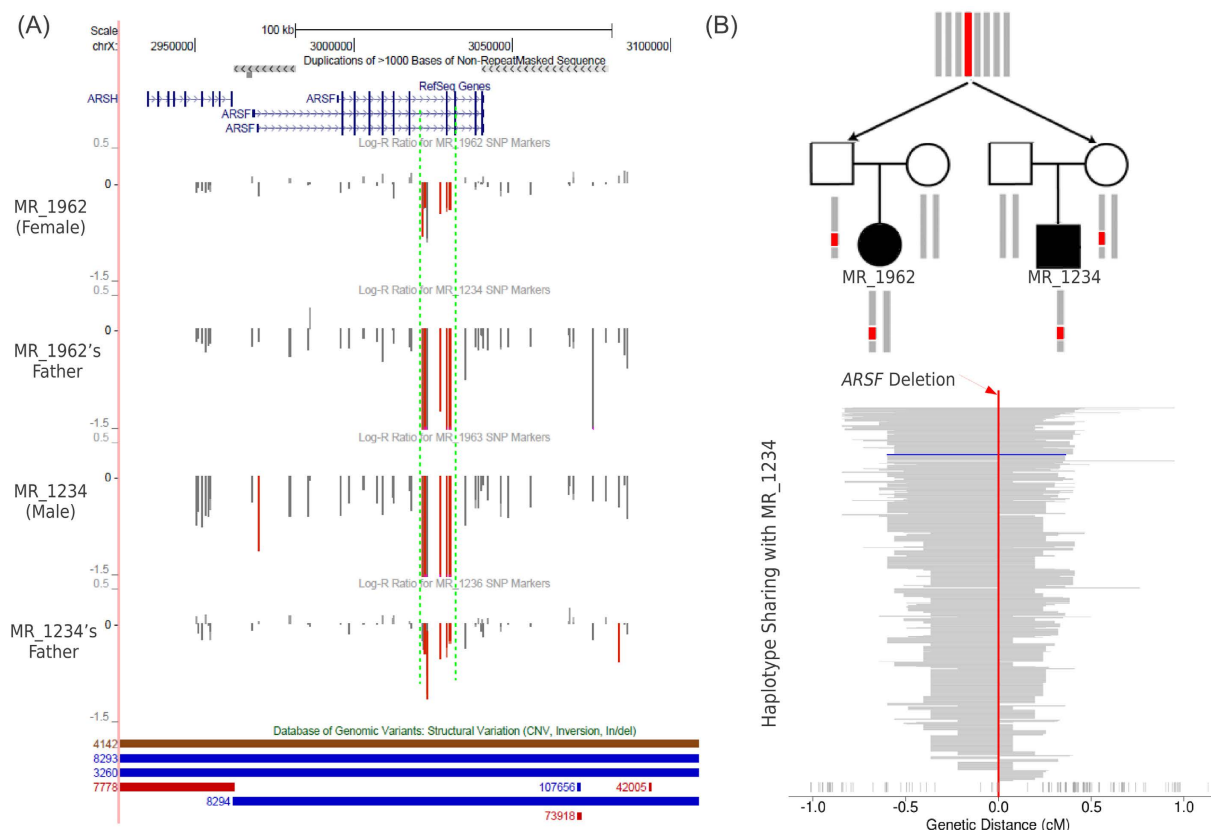 (A)
Scale
100 kb
chrX:
2950000
3000000
3050000
3100000
Duplications of >1000 Bases of Non-RepeatMasked Sequence
RefSeq Genes
ARSH
ARSF
ARSF
ARSF
Log-R Ratio for MR_1962 SNP Markers
0.5
0
MR_1962
(Female)
-1.5
Log-R Ratio for MR_1234 SNP Markers
0.5
0
MR_1962's
Father
-1.5
Log-R Ratio for MR_1963 SNP Markers
0.5
0
MR_1234
(Male)
-1.5
Log-R Ratio for MR_1236 SNP Markers
0.5
0
MR_1234's
Father
-1.5
Database of Genomic Variants: Structural Variation (CNV, Inversion, In/del)
4142
8293
3260
7778
107656
42005
8294
73918
(B)
MR_1962
MR_1234
ARSF Deletion
Haplotype Sharing with MR_1234
-1.0
-0.5
0.0
0.5
1.0
Genetic Distance (cM)